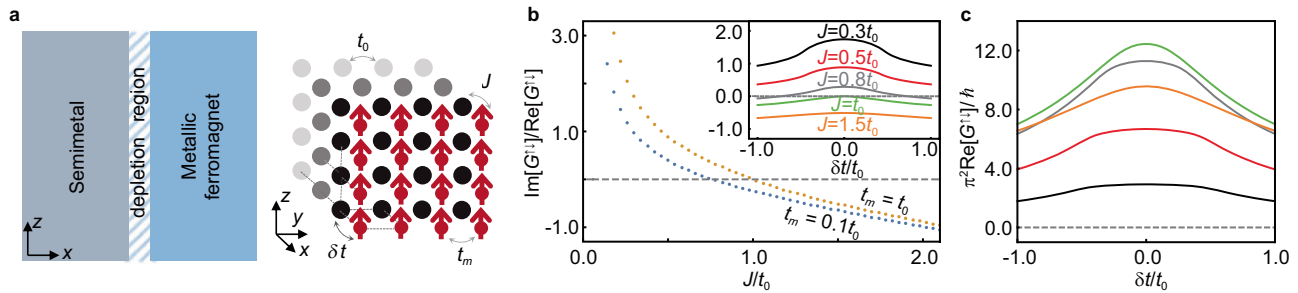 a
Semimetal
depletion region
Metallic
ferromagnet
z
x
t₀
J
z
y
x
δt
tₘ
b
Im[G↑↓]/Re[G↑↓]
3.0
1.0
-1.0
0.0
1.0
2.0
J/t₀
tₘ = t₀
tₘ = 0.1t₀
2.0
1.0
0.0
-1.0
J=0.3t₀
J=0.5t₀
J=0.8t₀
J=t₀
J=1.5t₀
-1.0
0.0
1.0
δt/t₀
c
π²Re[G↑↓]/ℏ
12.0
8.0
4.0
0.0
-1.0
0.0
1.0
δt/t₀